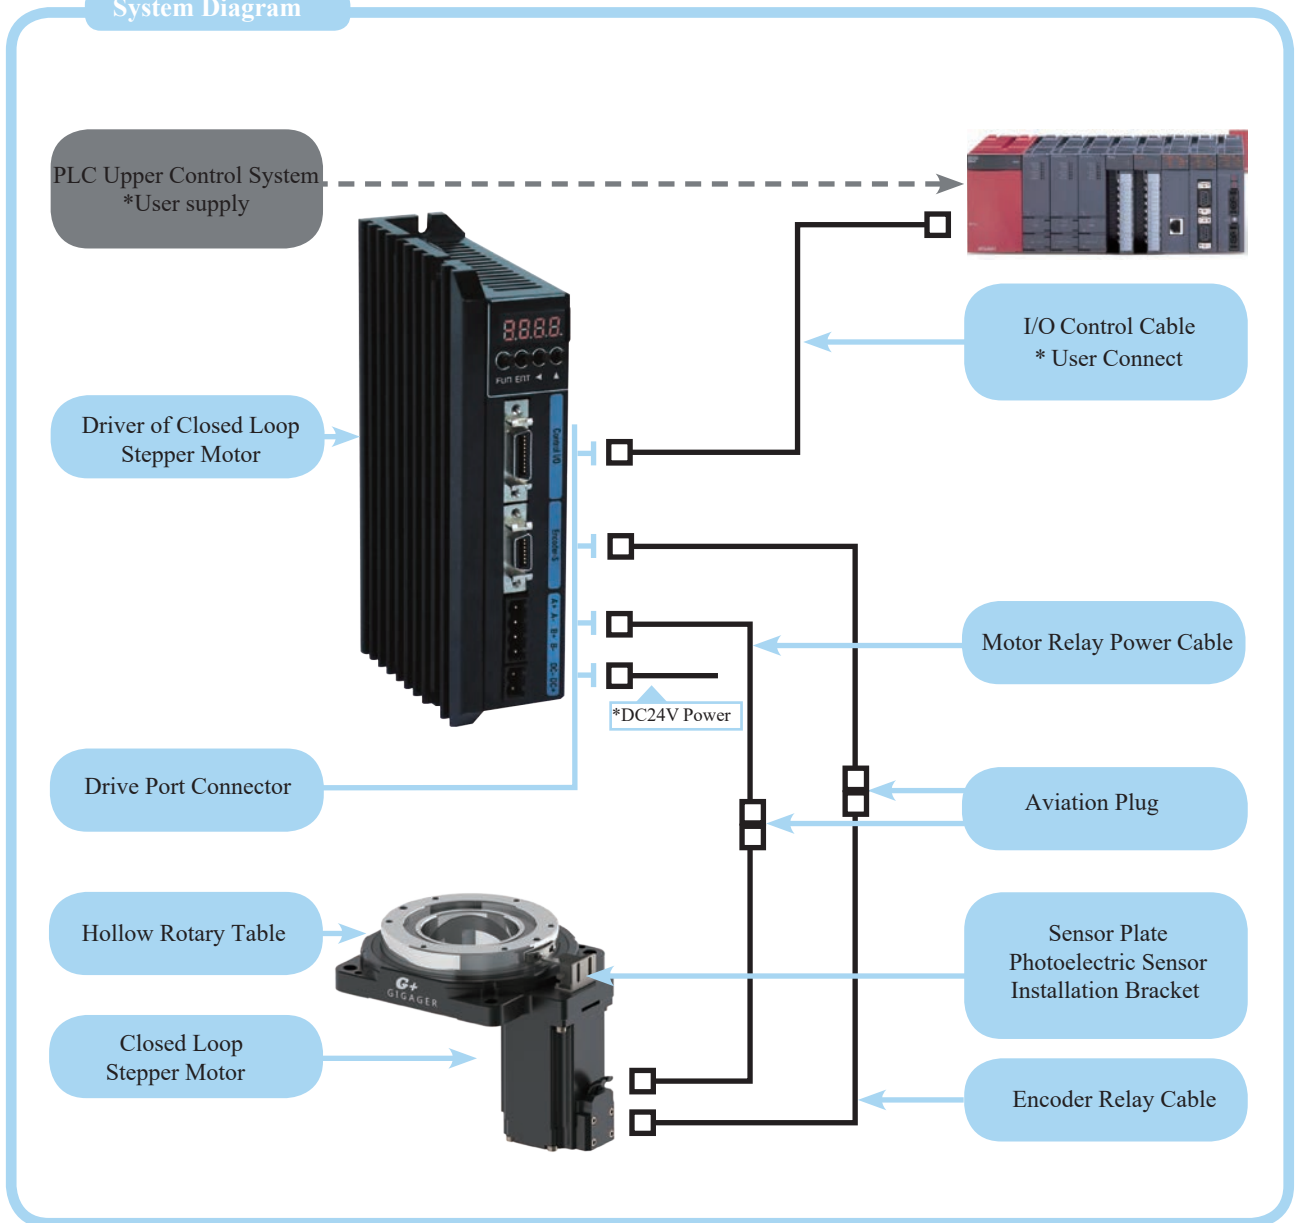 System Diagram
PLC Upper Control System
*User supply
I/O Control Cable
* User Connect
8.8.8.8.
FUN ENT ◄ ▲
Driver of Closed Loop
Stepper Motor
Control I/O
Encoder S
A+ A- B+ B-
DC- DC+
Motor Relay Power Cable
*DC24V Power
Drive Port Connector
Aviation Plug
Hollow Rotary Table
G+
GIGAGER
Sensor Plate
Photoelectric Sensor
Installation Bracket
Closed Loop
Stepper Motor
Encoder Relay Cable